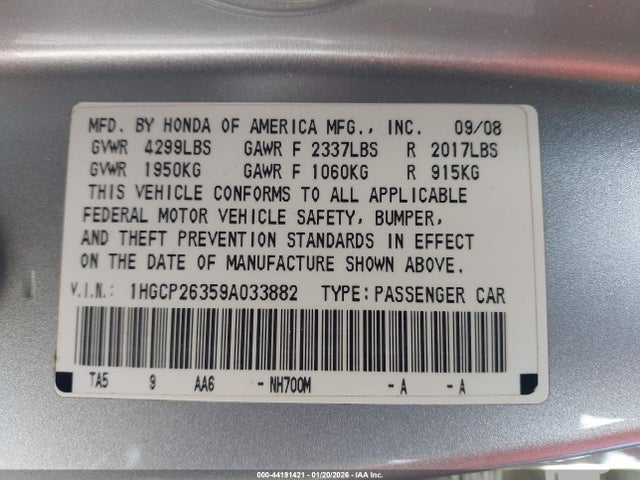 MFD. BY HONDA OF AMERICA MFG., INC. 09/08
GVWR 4299LBS GAWR F 2337LBS R 2017LBS
GVWR 1950KG GAWR F 1060KG R 915KG
THIS VEHICLE CONFORMS TO ALL APPLICABLE
FEDERAL MOTOR VEHICLE SAFETY, BUMPER,
AND THEFT PREVENTION STANDARDS IN EFFECT
ON THE DATE OF MANUFACTURE SHOWN ABOVE.
V.I.N.: 1HGCP26359A033882 TYPE: PASSENGER CAR
TA5 9 AA6 - NH700M - A - A
000-44191421 - 01/20/2026 - IAA Inc.